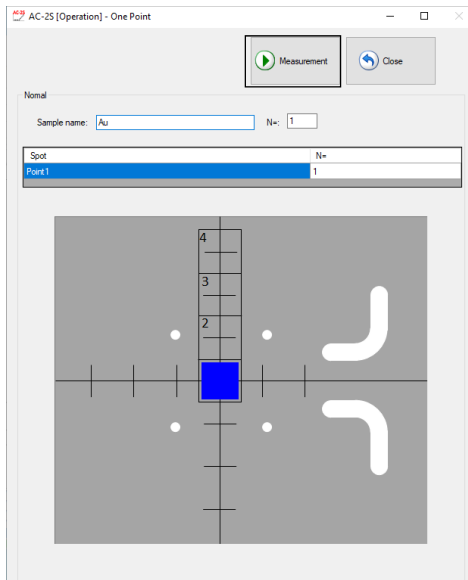 AC-2S [Operation] - One Point
Measurement
Close
Nomal
Sample name: Au N=: 1
Spot N=
Point1 1
4
3
2